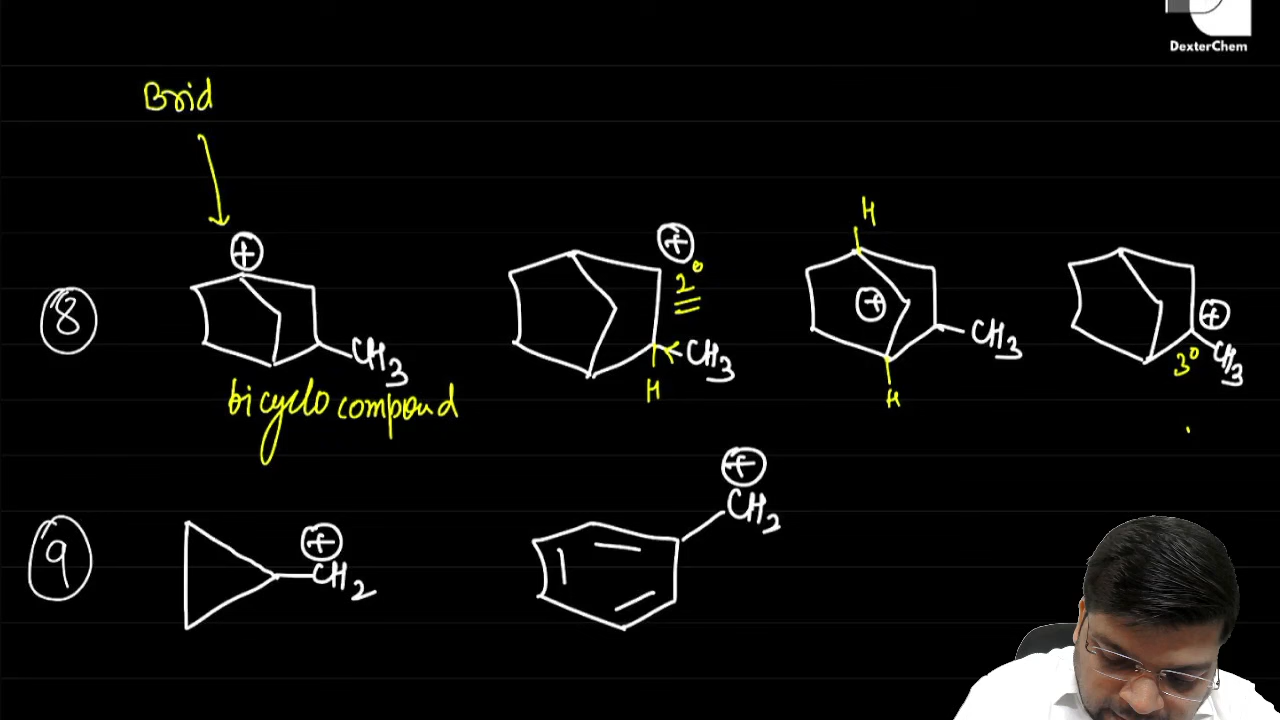 DexterChem
Brid
⊕
⊕
H
2°
8
⊕
⊕
CH3
CH3
CH3
3°
CH3
H
H
bicyclo compound
⊕
CH2
9
⊕
CH2